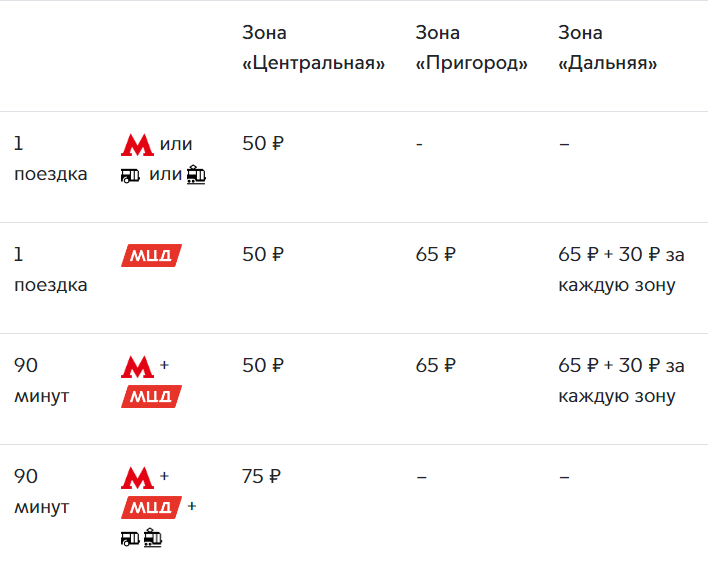 Зона «Центральная»
Зона «Пригород»
Зона «Дальняя»
1 поездка
М или
или
50 ₽
-
–
1 поездка
МЦД
50 ₽
65 ₽
65 ₽ + 30 ₽ за
каждую зону
90 минут
М +
МЦД
50 ₽
65 ₽
65 ₽ + 30 ₽ за
каждую зону
90 минут
М +
МЦД +
75 ₽
–
–